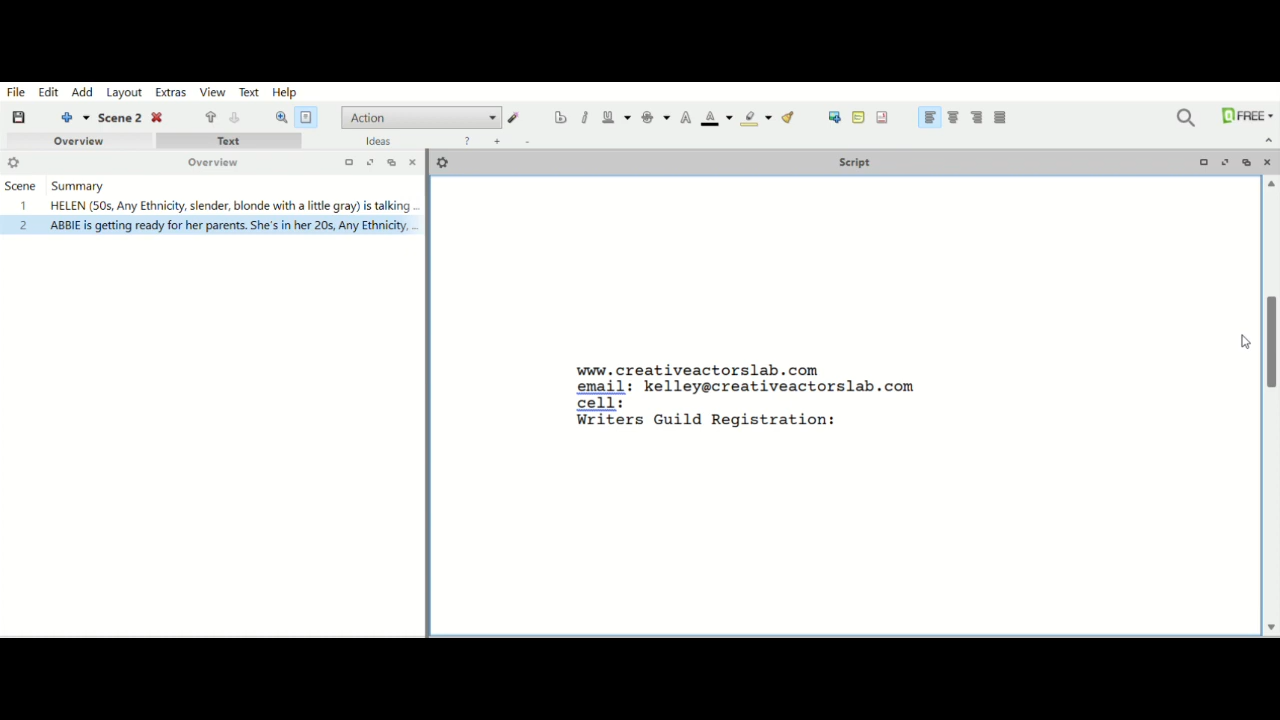 File Edit Add Layout Extras View Text Help
Scene 2 Action FREE
Overview Text Ideas ? + -
Overview Script
Scene Summary
1 HELEN (50s, Any Ethnicity, slender, blonde with a little gray) is talking ...
2 ABBIE is getting ready for her parents. She's in her 20s, Any Ethnicity, ...
www.creativeactorslab.com
email: kelley@creativeactorslab.com
cell:
Writers Guild Registration: